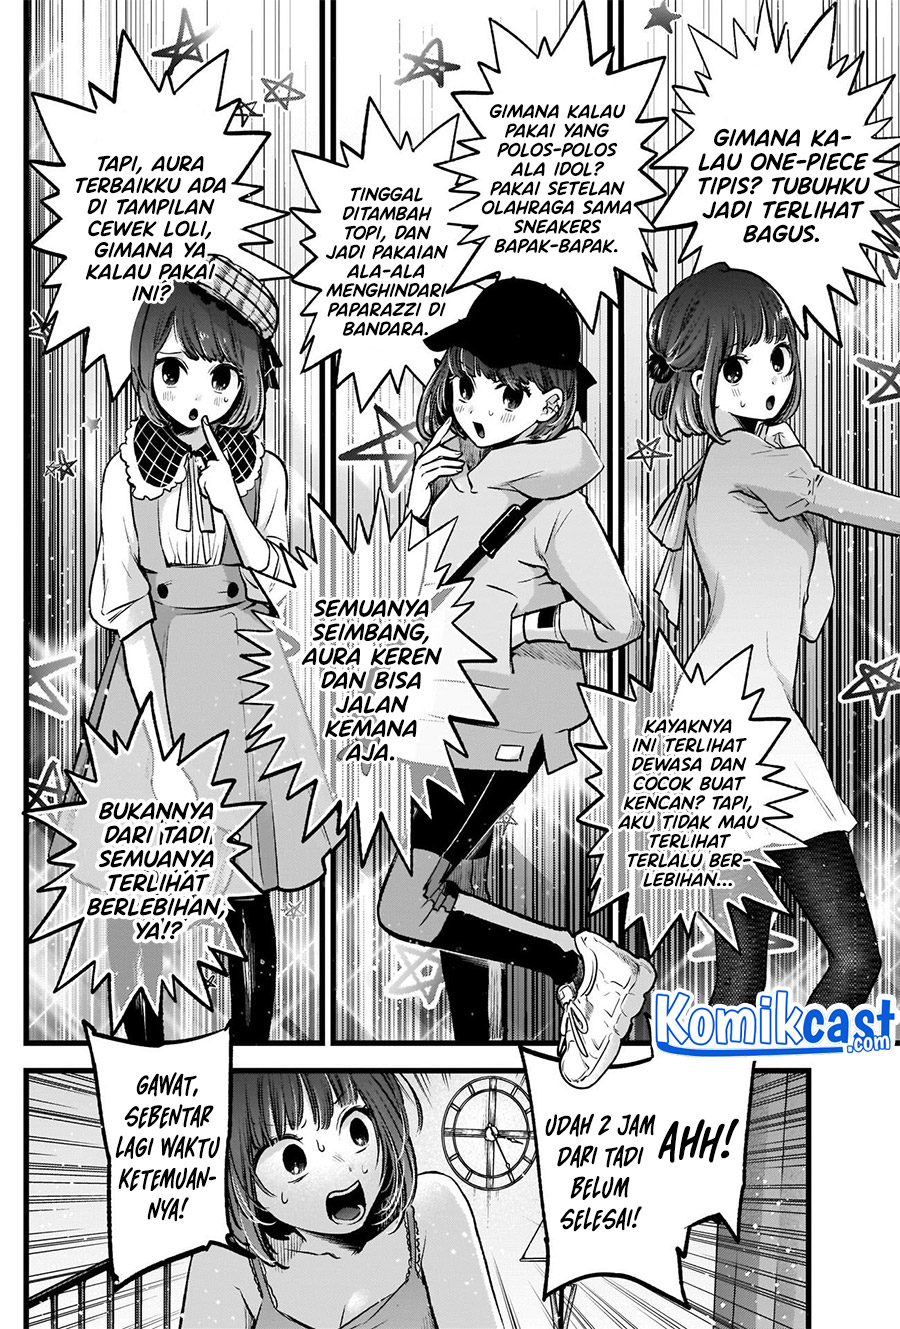 GIMANA KA-
LAU ONE-PIECE
TIPIS? TUBUHKU
JADI TERLIHAT
BAGUS.
KAYAKNYA
INI TERLIHAT
DEWASA DAN
COCOK BUAT
KENCAN? TAPI,
AKU TIDAK MAU
TERLIHAT
TERLALU BER-
LEBIHAN...
GIMANA KALAU
PAKAI YANG
POLOS-POLOS
ALA IDOL?
PAKAI SETELAN
OLAHRAGA SAMA
SNEAKERS
BAPAK-BAPAK.
TINGGAL
DITAMBAH
TOPI, DAN
JADI PAKAIAN
ALA-ALA
MENGHINDARI
PAPARAZZI DI
BANDARA.
SEMUANYA
SEIMBANG,
AURA KEREN
DAN BISA
JALAN
KEMANA
AJA.
TAPI, AURA
TERBAIKKU ADA
DI TAMPILAN
CEWEK LOLI,
GIMANA YA
KALAU PAKAI
INI?
BUKANNYA
DARI TADI
SEMUANYA
TERLIHAT
BERLEBIHAN,
YA!?
Komikcast
.com
AHH!
UDAH 2 JAM
DARI TADI
BELUM
SELESAI!
GAWAT,
SEBENTAR
LAGI WAKTU
KETEMUAN-
NYA!